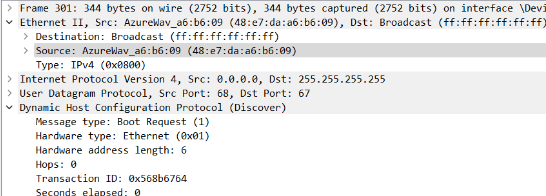 Frame 301: 344 bytes on wire (2752 bits), 344 bytes captured (2752 bits) on interface \Devi
Ethernet II, Src: AzureWav_a6:b6:09 (48:e7:da:a6:b6:09), Dst: Broadcast (ff:ff:ff:ff:ff:ff)
Destination: Broadcast (ff:ff:ff:ff:ff:ff)
Source: AzureWav_a6:b6:09 (48:e7:da:a6:b6:09)
Type: IPv4 (0x0800)
Internet Protocol Version 4, Src: 0.0.0.0, Dst: 255.255.255.255
User Datagram Protocol, Src Port: 68, Dst Port: 67
Dynamic Host Configuration Protocol (Discover)
Message type: Boot Request (1)
Hardware type: Ethernet (0x01)
Hardware address length: 6
Hops: 0
Transaction ID: 0x568b6764
Seconds elapsed: 0